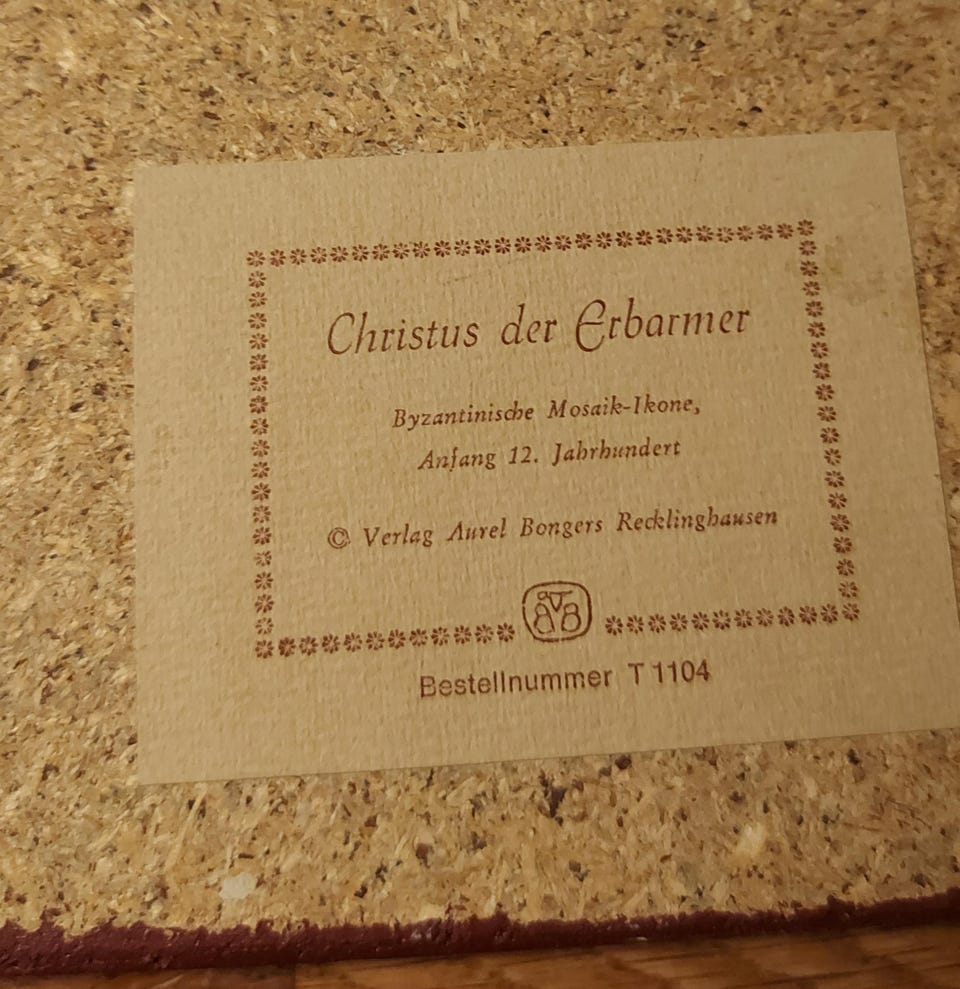 Christus der Erbarmer
Byzantinische Mosaik-Ikone,
Anfang 12. Jahrhundert
© Verlag Aurel Bongers Recklinghausen
Bestellnummer T 1104